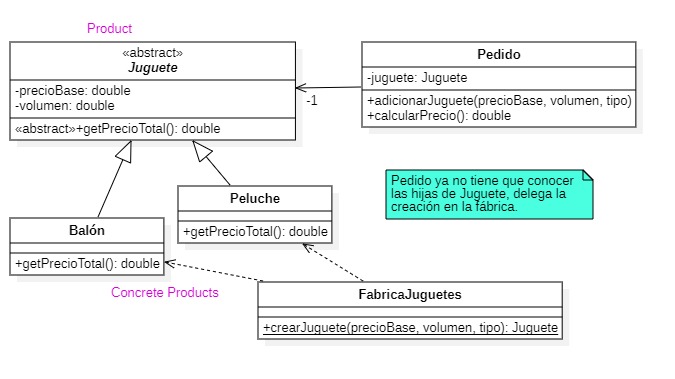 Product
«abstract»
Juguete
-precioBase: double
-volumen: double
«abstract»+getPrecioTotal(): double
-1
Pedido
-juguete: Juguete
+adicionarJuguete(precioBase, volumen, tipo)
+calcularPrecio(): double
Pedido ya no tiene que conocer
las hijas de Juguete, delega la
creación en la fábrica.
Peluche
+getPrecioTotal(): double
Balón
+getPrecioTotal(): double
Concrete Products
FabricaJuguetes
+crearJuguete(precioBase, volumen, tipo): Juguete